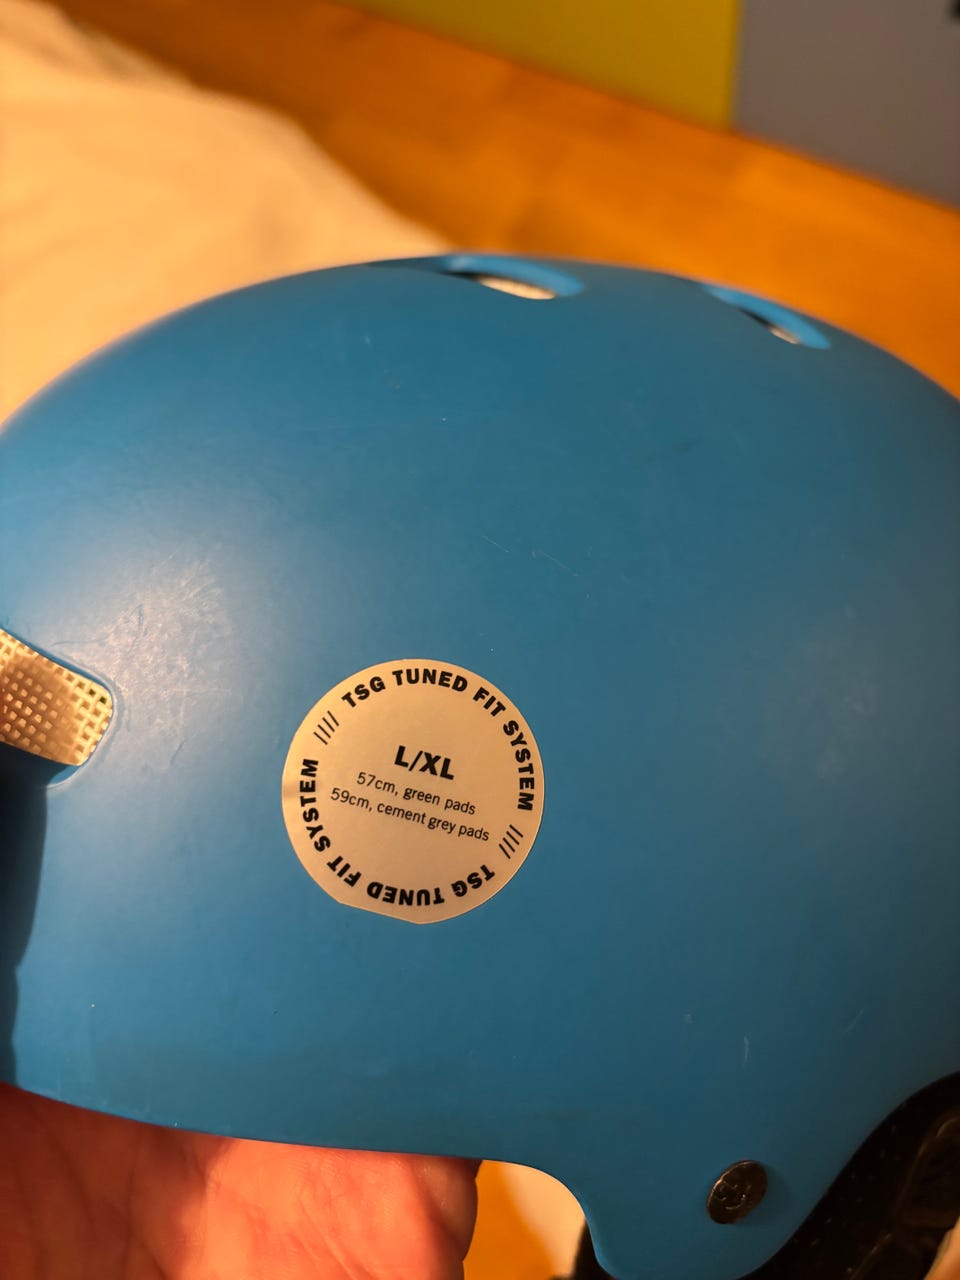 //// TSG TUNED FIT SYSTEM
L/XL
57cm, green pads
59cm, cement grey pads
//// TSG TUNED FIT SYSTEM